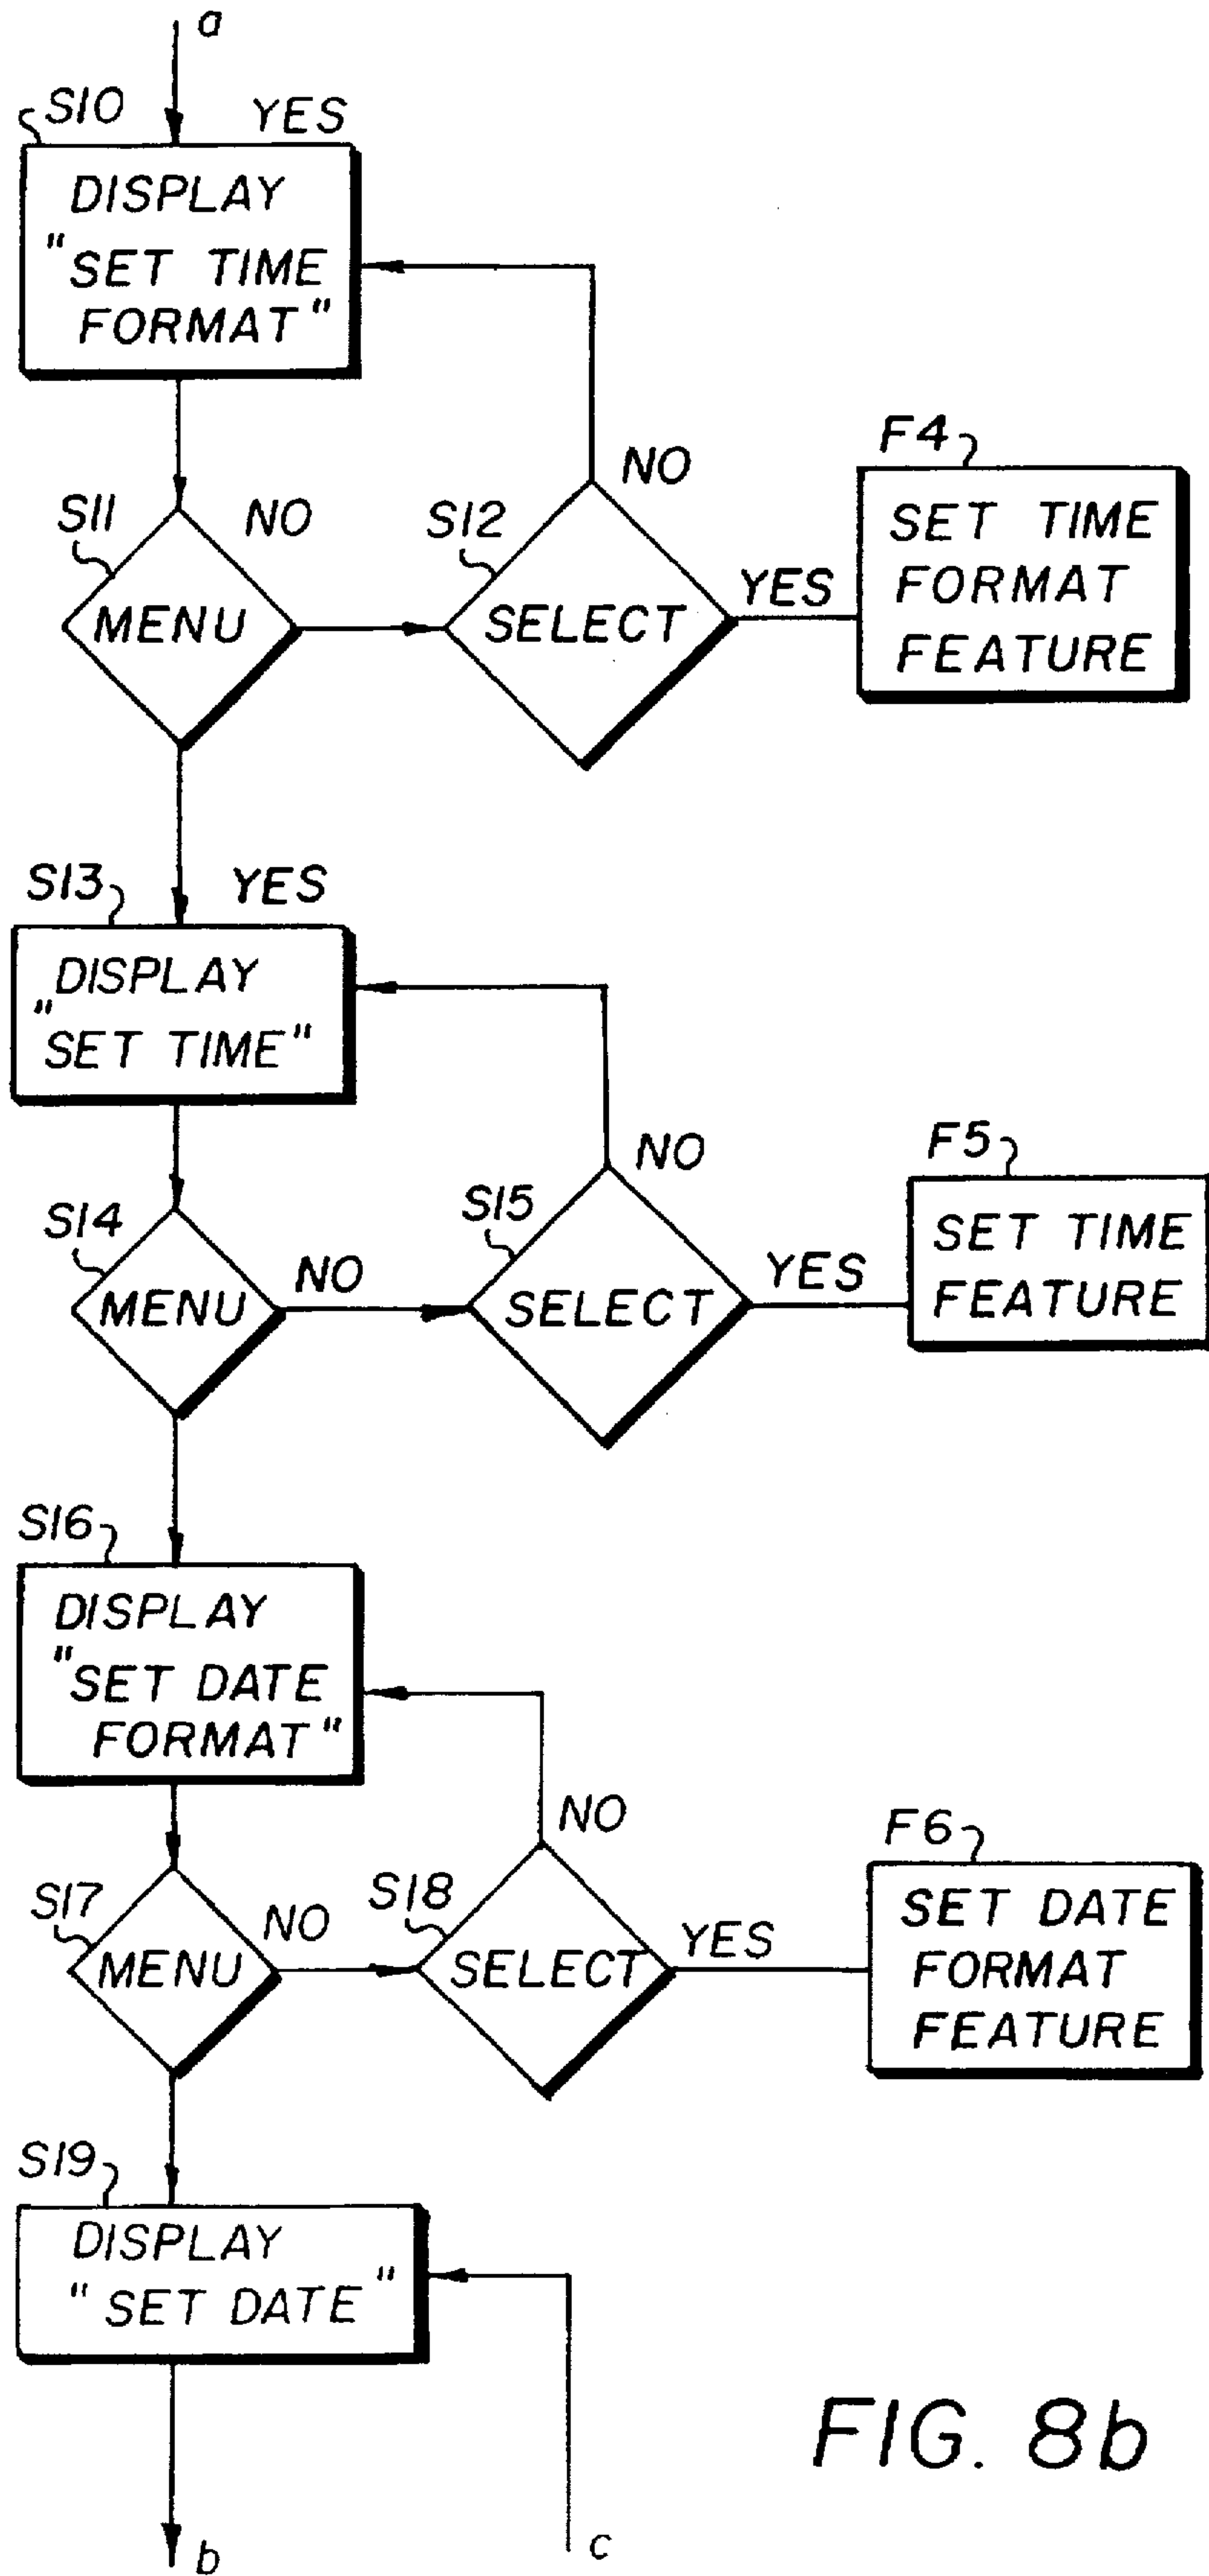 a
S10
YES
DISPLAY
"SET TIME
FORMAT"
S11
NO
MENU
S12
NO
SELECT
YES
F4
SET TIME
FORMAT
FEATURE
S13
YES
DISPLAY
"SET TIME"
S14
MENU
NO
S15
NO
SELECT
YES
F5
SET TIME
FEATURE
S16
DISPLAY
"SET DATE
FORMAT"
S17
MENU
NO
S18
NO
SELECT
YES
F6
SET DATE
FORMAT
FEATURE
S19
DISPLAY
"SET DATE"
b
c
FIG. 8b